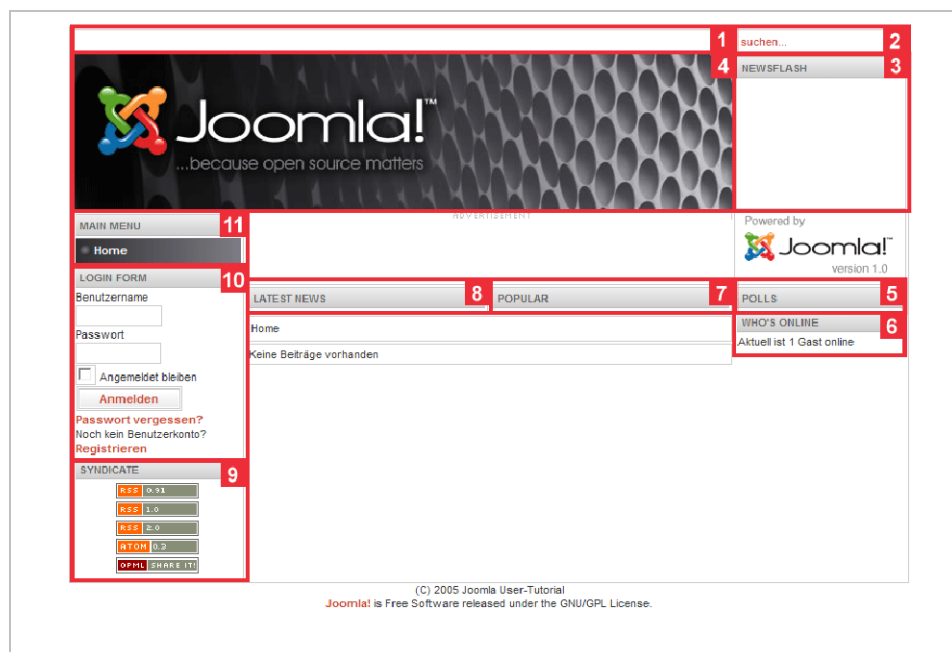 1
suchen...
2
4
NEWSFLASH
3
Joomla!™
...because open source matters
ADVERTISEMENT
MAIN MENU
11
Home
Powered by
Joomla!™
version 1.0
LOGIN FORM
10
Benutzername
Passwort
Angemeldet bleiben
Anmelden
Passwort vergessen?
Noch kein Benutzerkonto?
Registrieren
LATEST NEWS
8
POPULAR
7
POLLS
5
Home
Keine Beiträge vorhanden
WHO'S ONLINE
6
Aktuell ist 1 Gast online
SYNDICATE
9
RSS 0.91
RSS 1.0
RSS 2.0
ATOM 0.3
OPML SHARE IT!
(C) 2005 Joomla User-Tutorial
Joomla! is Free Software released under the GNU/GPL License.